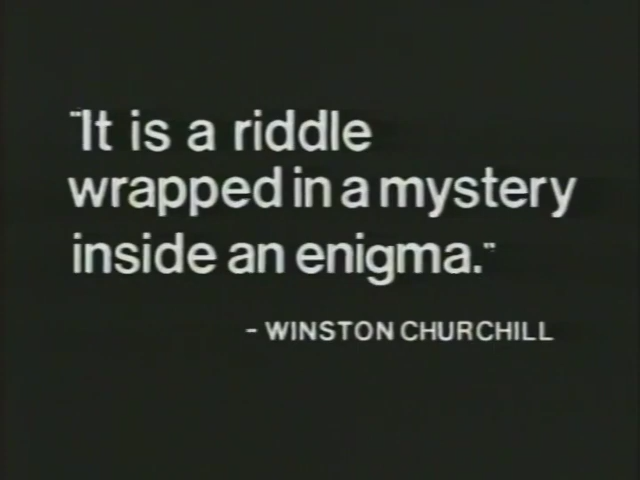 "It is a riddle
wrapped in a mystery
inside an enigma."
- WINSTON CHURCHILL